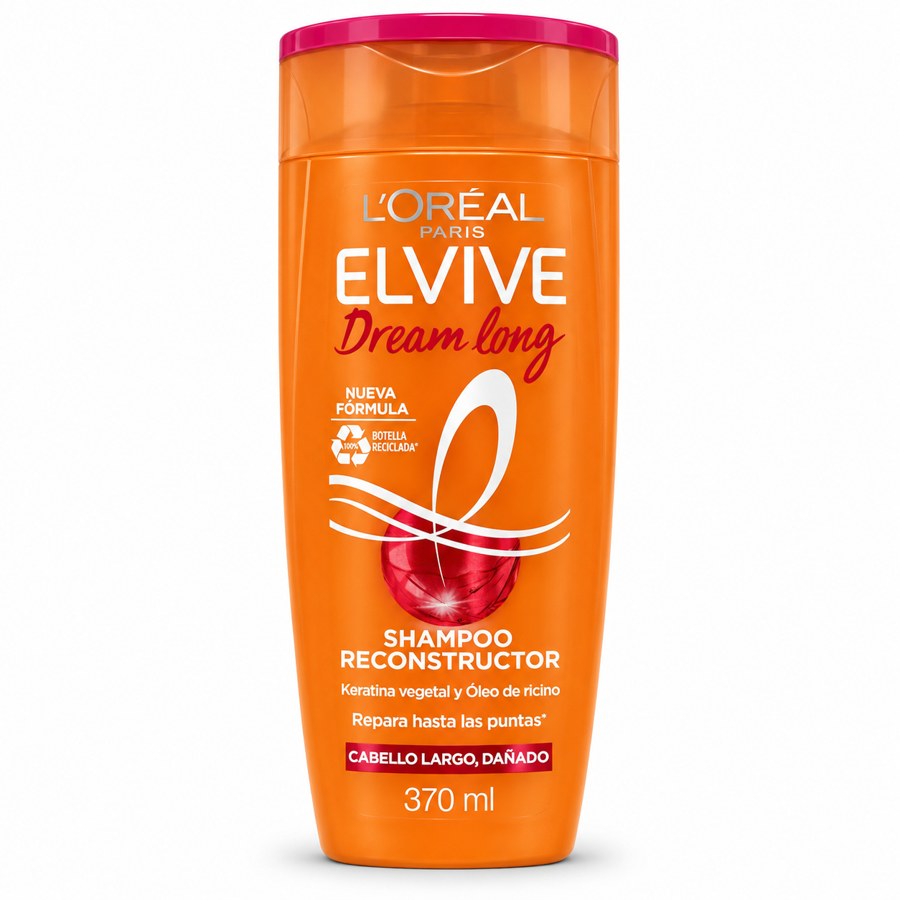 L'ORÉAL
PARIS
ELVIVE
Dream long
NUEVA
FÓRMULA
100%
BOTELLA
RECICLADA*
SHAMPOO
RECONSTRUCTOR
Keratina vegetal y Óleo de ricino
Repara hasta las puntas*
CABELLO LARGO, DAÑADO
370 ml